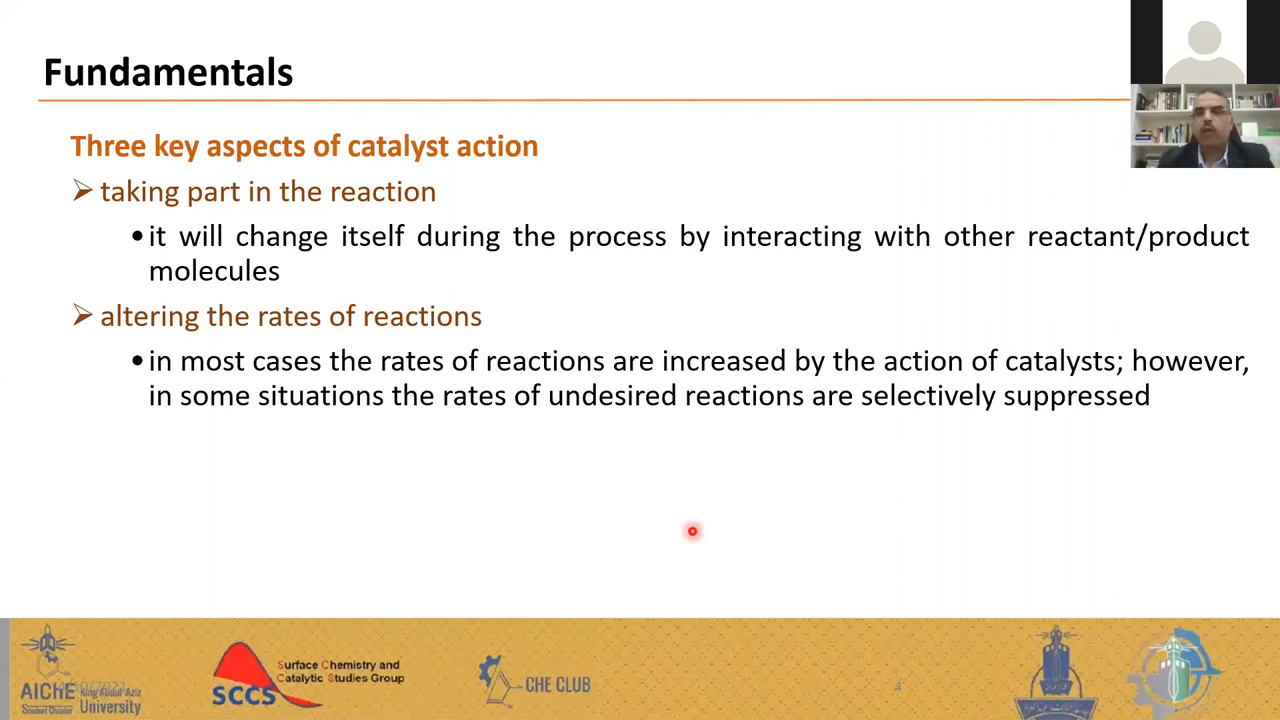 Fundamentals
Three key aspects of catalyst action
➢ taking part in the reaction
•it will change itself during the process by interacting with other reactant/product
molecules
➢ altering the rates of reactions
•in most cases the rates of reactions are increased by the action of catalysts; however,
in some situations the rates of undesired reactions are selectively suppressed
AIChE
Student Chapter
King Abdul-Aziz
University
SCCS
Surface Chemistry and
Catalytic Studies Group
CHE CLUB
4